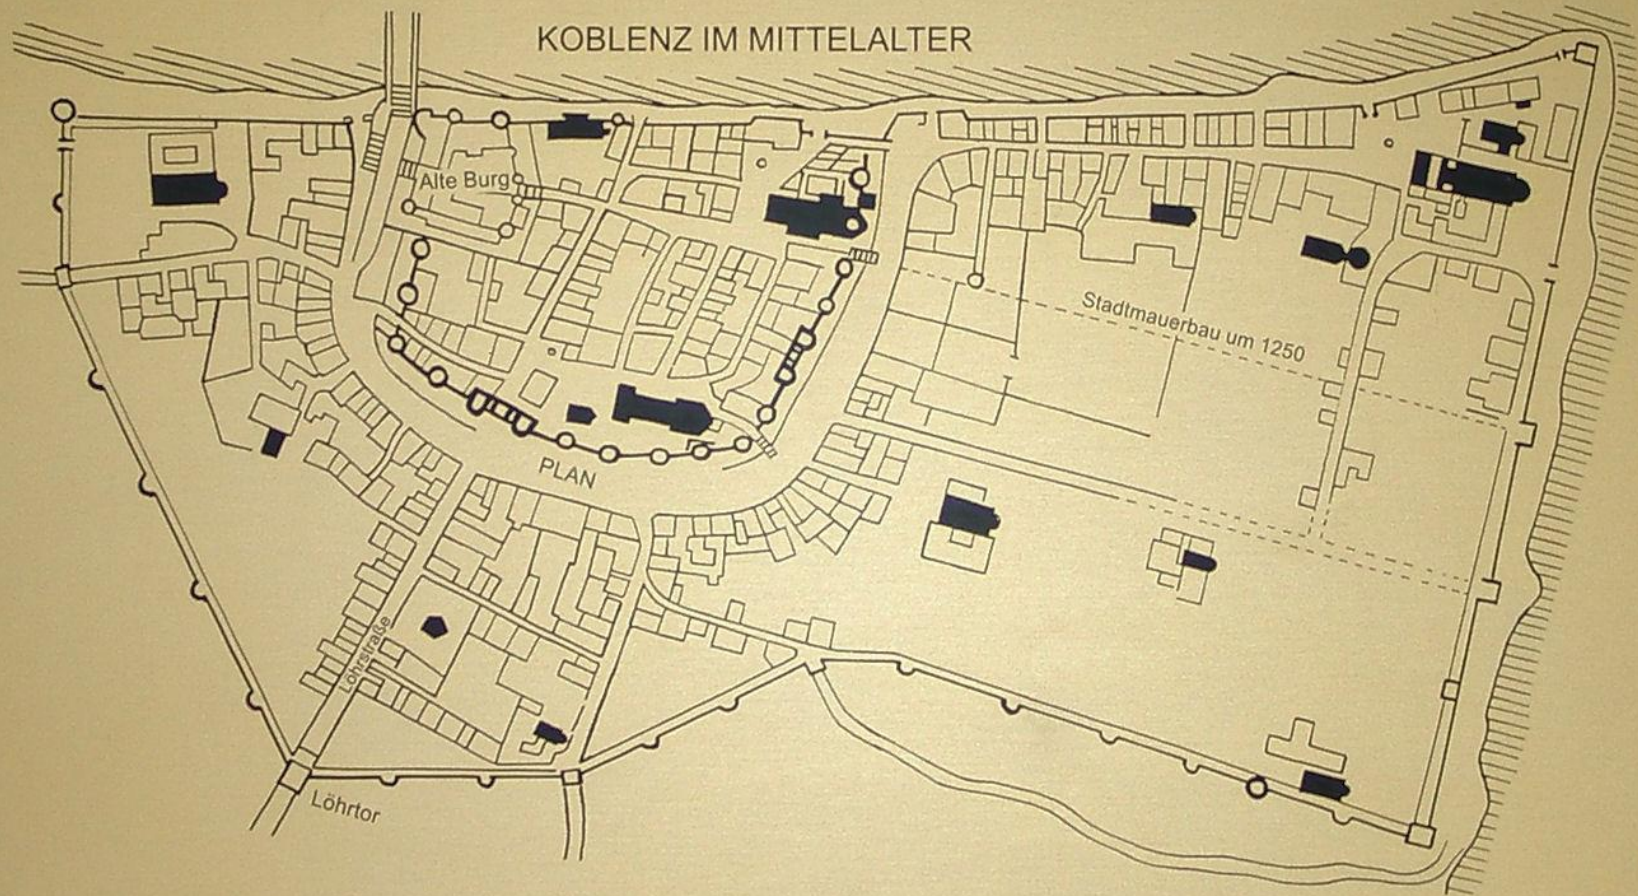 KOBLENZ IM MITTELALTER
Alte Burg
Stadtmauerbau um 1250
PLAN
Löhrstraße
Löhrtor